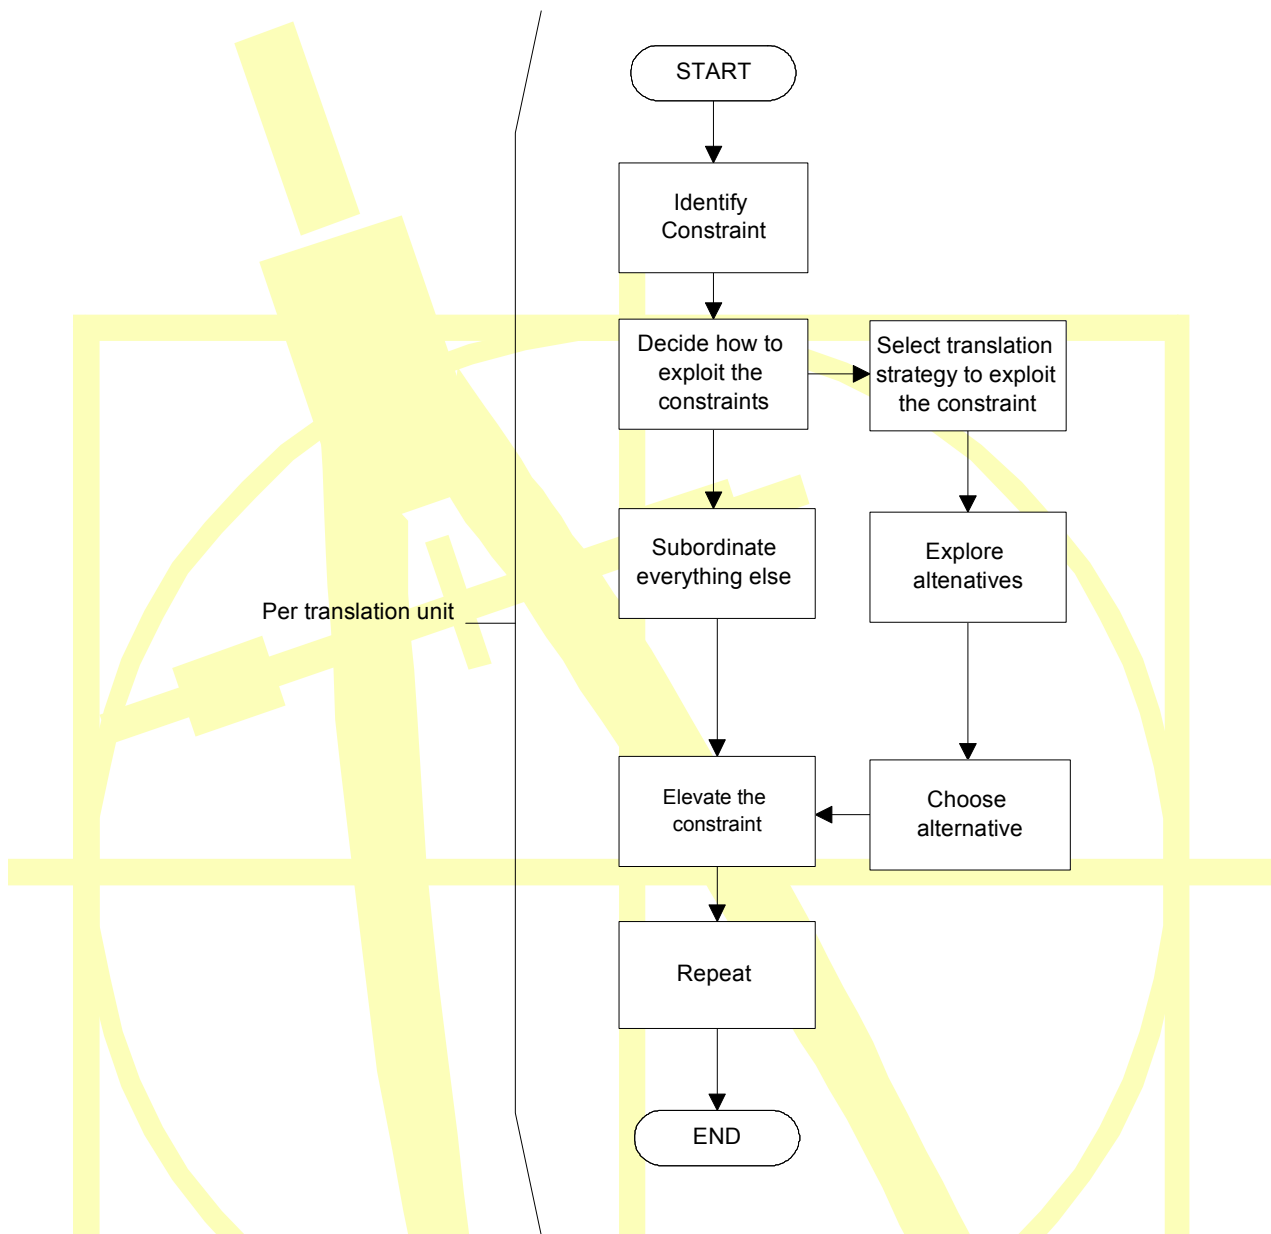 START
Identify
Constraint
Decide how to
exploit the
constraints
Select translation
strategy to exploit
the constraint
Subordinate
everything else
Explore
altenatives
Per translation unit
Elevate the
constraint
Choose
alternative
Repeat
END